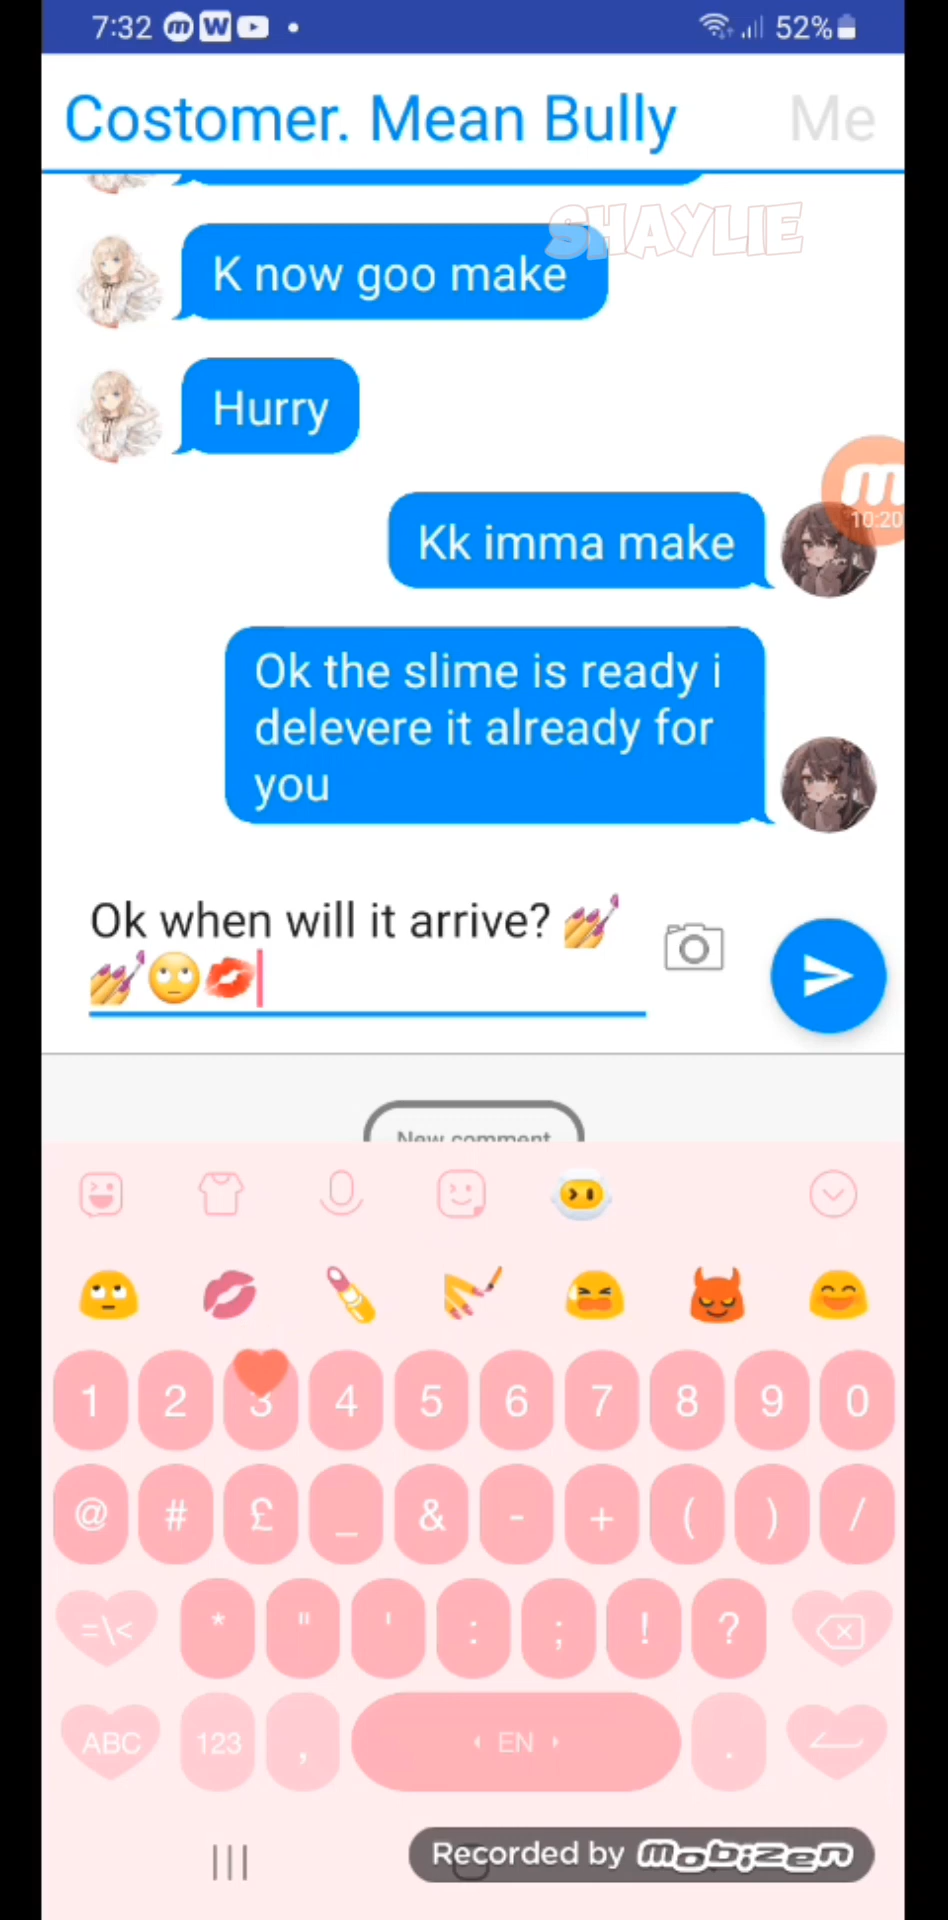 7:32 m W 52%
Costomer. Mean Bully Me
SHAYLIE
K now goo make
Hurry
10:20
Kk imma make
Ok the slime is ready i
delevere it already for
you
Ok when will it arrive? 💅
💅🙄💋
New comment
1 2 3 4 5 6 7 8 9 0
@ # £ _ & - + ( ) /
=\< * " ' : ; ! ?
ABC 123 , EN .
Recorded by mobizen